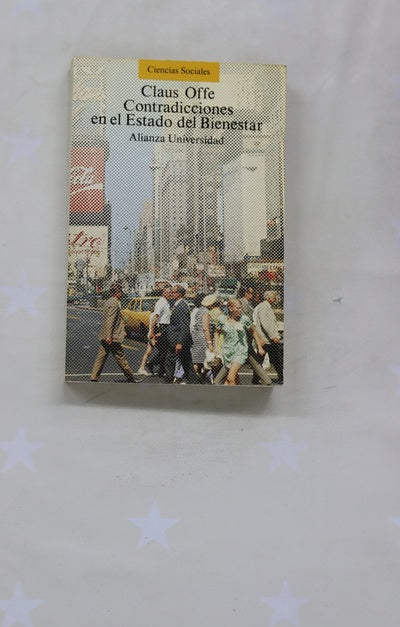 Ciencias Sociales
Claus Offe
Contradicciones
en el Estado del Bienestar
Alianza Universidad